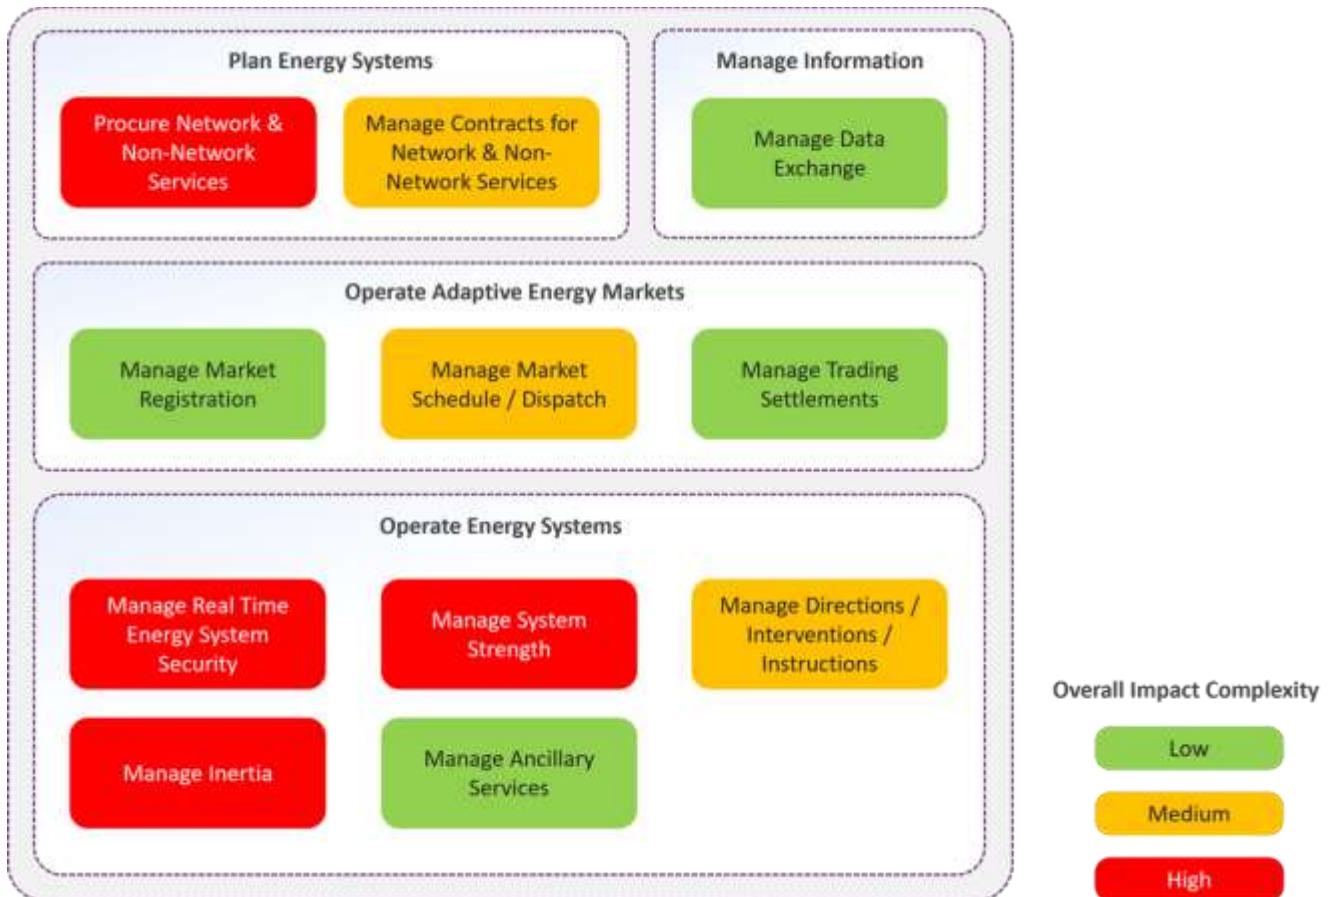 Plan Energy Systems
Procure Network &
Non-Network
Services
Manage Contracts for
Network & Non-
Network Services
Manage Information
Manage Data
Exchange
Operate Adaptive Energy Markets
Manage Market
Registration
Manage Market
Schedule / Dispatch
Manage Trading
Settlements
Operate Energy Systems
Manage Real Time
Energy System
Security
Manage System
Strength
Manage Directions /
Interventions /
Instructions
Manage Inertia
Manage Ancillary
Services
Overall Impact Complexity
Low
Medium
High